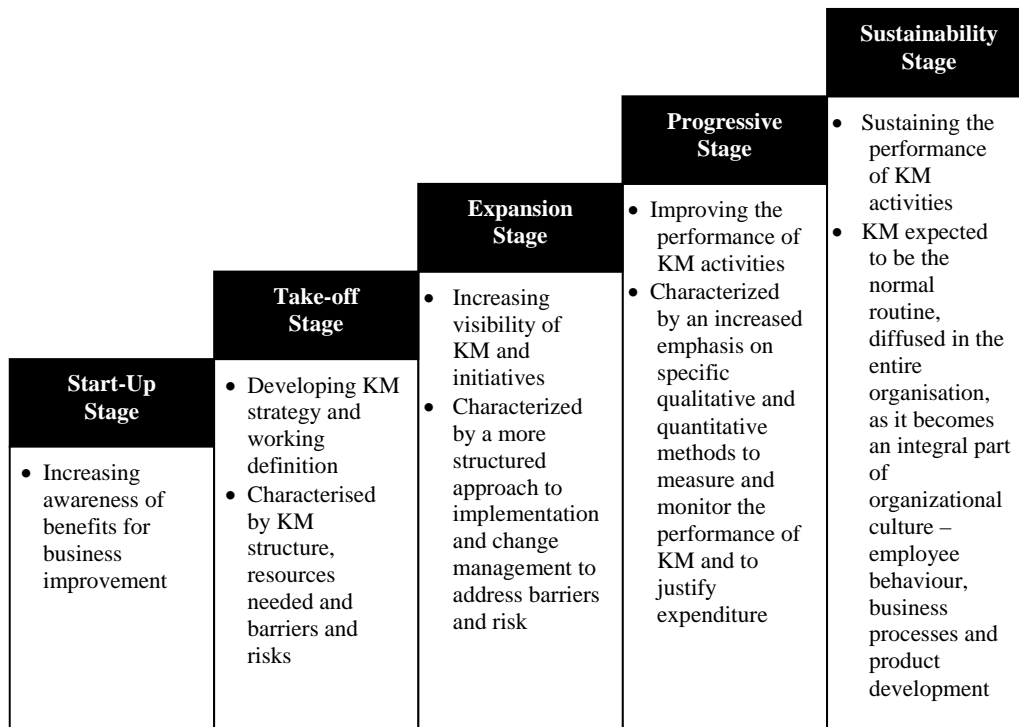 Start-Up
Stage
• Increasing
awareness of
benefits for
business
improvement
Take-off
Stage
• Developing KM
strategy and
working
definition
• Characterised
by KM
structure,
resources
needed and
barriers and
risks
Expansion
Stage
• Increasing
visibility of
KM and
initiatives
• Characterized
by a more
structured
approach to
implementation
and change
management to
address barriers
and risk
Progressive
Stage
• Improving the
performance of
KM activities
• Characterized
by an increased
emphasis on
specific
qualitative and
quantitative
methods to
measure and
monitor the
performance of
KM and to
justify
expenditure
Sustainability
Stage
• Sustaining the
performance
of KM
activities
• KM expected
to be the
normal
routine,
diffused in the
entire
organisation,
as it becomes
an integral part
of
organizational
culture –
employee
behaviour,
business
processes and
product
development